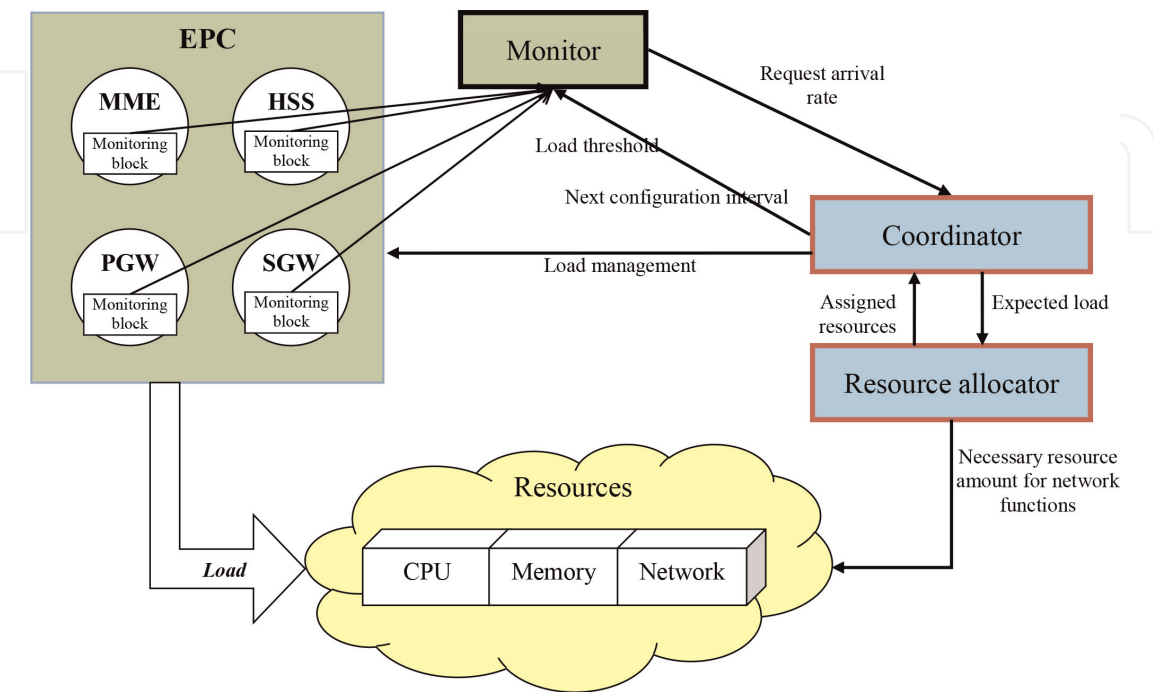 EPC
MME
Monitoring
block
HSS
Monitoring
block
PGW
Monitoring
block
SGW
Monitoring
block
Monitor
Request arrival
rate
Load threshold
Next configuration interval
Coordinator
Load management
Assigned
resources
Expected load
Resource allocator
Necessary resource
amount for network
functions
Resources
CPU
Memory
Network
Load